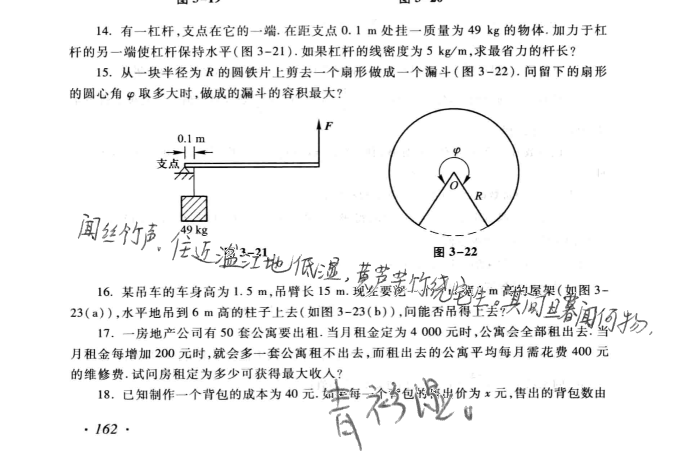 14. 有一杠杆,支点在它的一端. 在距支点 0.1 m 处挂一质量为 49 kg 的物体. 加力于杠
杆的另一端使杠杆保持水平(图 3-21). 如果杠杆的线密度为 5 kg/m,求最省力的杆长?
15. 从一块半径为 R 的圆铁片上剪去一个扇形做成一个漏斗(图 3-22). 问留下的扇形
的圆心角 φ 取多大时,做成的漏斗的容积最大?
0.1 m
F
支点
49 kg
φ
O
R
图 3-21
图 3-22
闻丝竹声。住近湓江地低湿,黄芦苦竹绕宅生。其间旦暮闻何物,
16. 某吊车的车身高为 1.5 m,吊臂长 15 m. 现在要把 m 高的屋架(如图 3-
23(a)),水平地吊到 6 m 高的柱子上去(如图 3-23(b)),问能否吊得上去?
17. 一房地产公司有 50 套公寓要出租. 当月租金定为 4 000 元时,公寓会全部租出去. 当
月租金每增加 200 元时,就会多一套公寓租不出去,而租出去的公寓平均每月需花费 400 元
的维修费. 试问房租定为多少可获得最大收入?
18. 已知制作一个背包的成本为 40 元. 如 每一个背包的 出价为 x 元,售出的背包数由
青衫湿。
· 162 ·